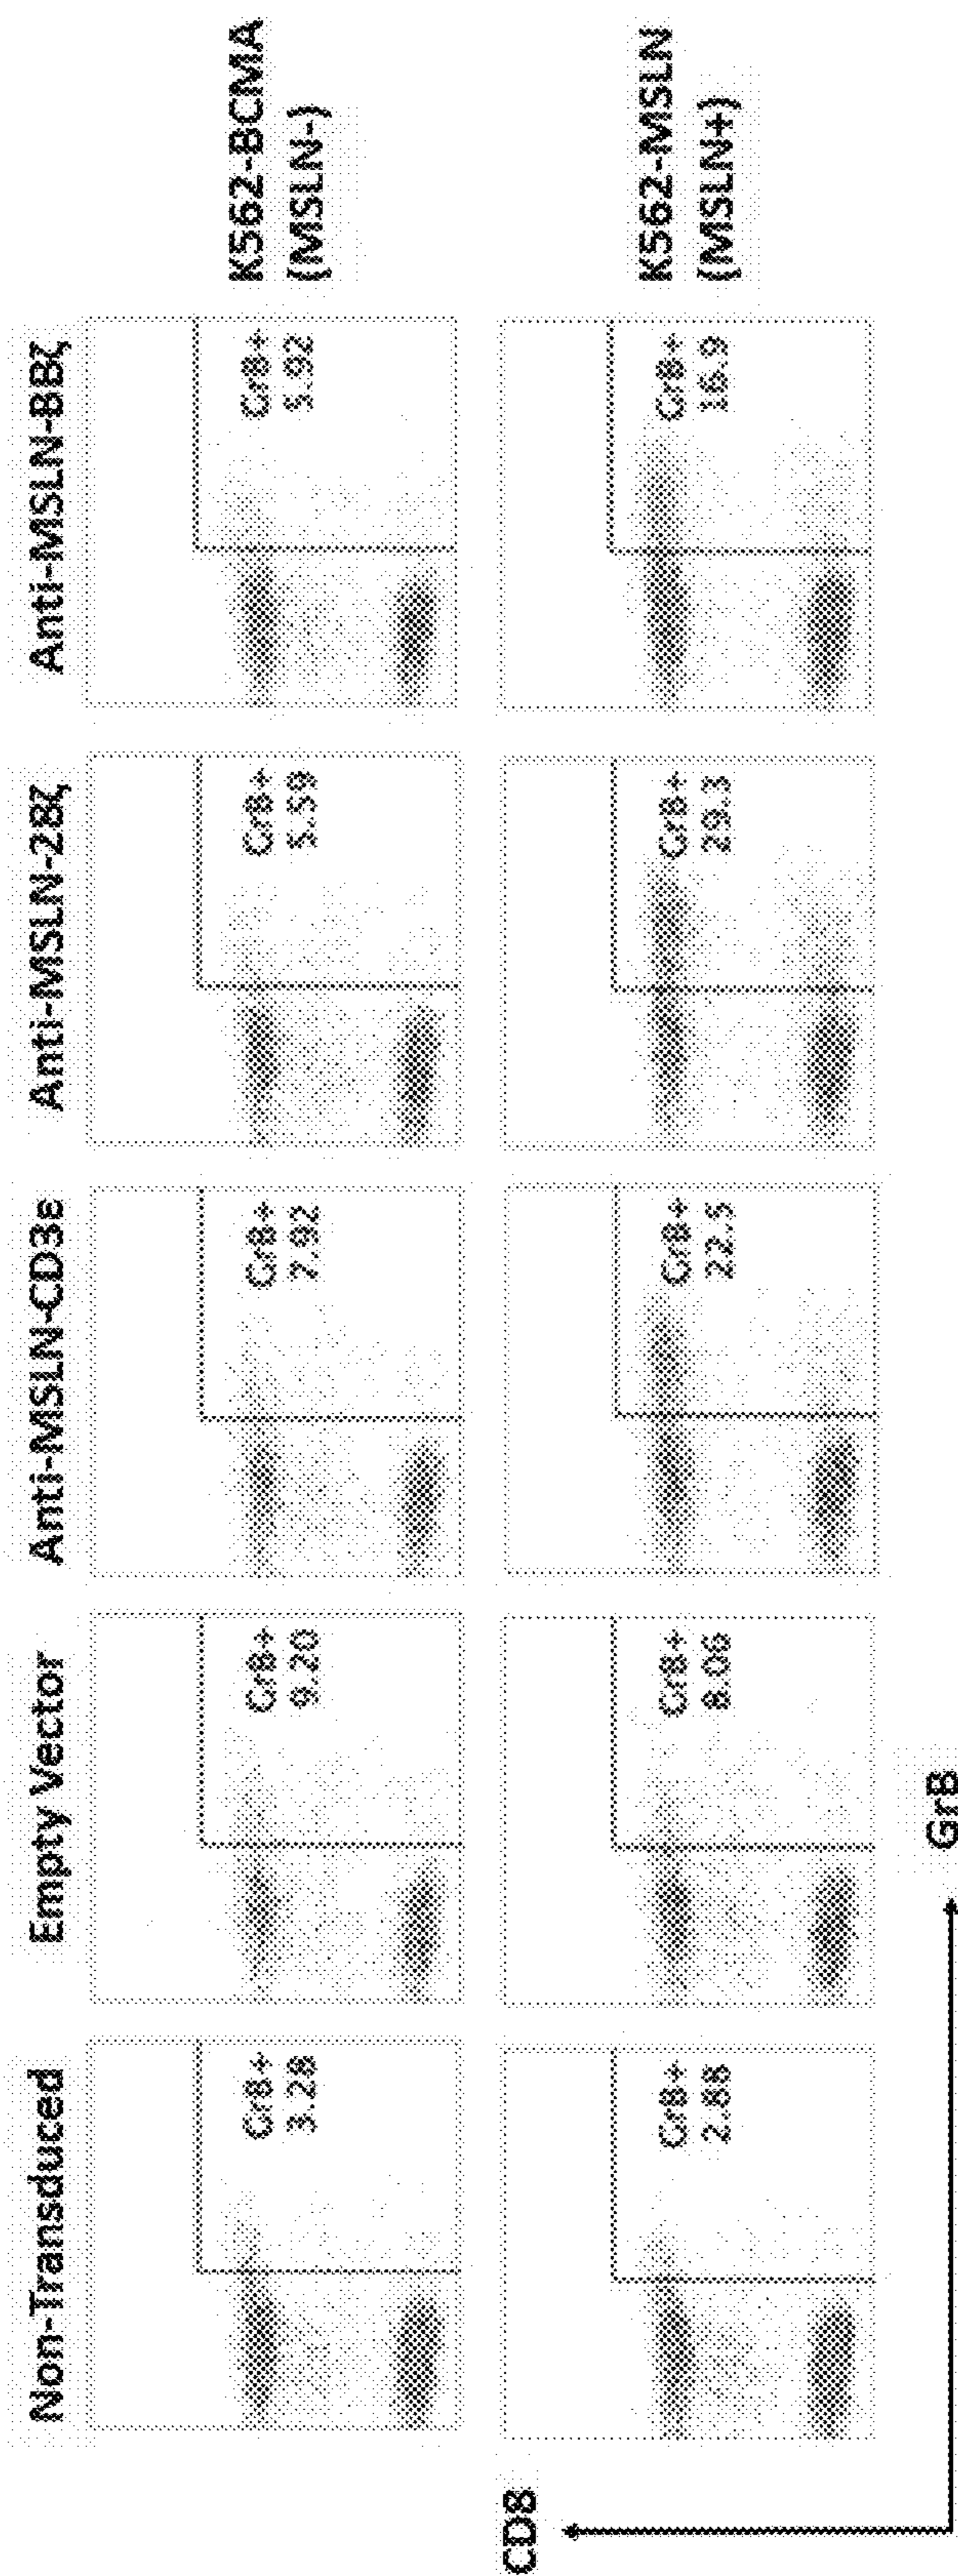 Non-Transduced
Empty Vector
Anti-MSLN-CD3ε
Anti-MSLN-28ζ
Anti-MSLN-BBζ
GrB+
3.28
GrB+
9.20
GrB+
7.92
GrB+
5.59
GrB+
5.92
K562-BCMA
(MSLN-)
CD8
GrB+
2.88
GrB+
8.06
GrB+
22.5
GrB+
29.3
GrB+
16.9
K562-MSLN
(MSLN+)
GrB